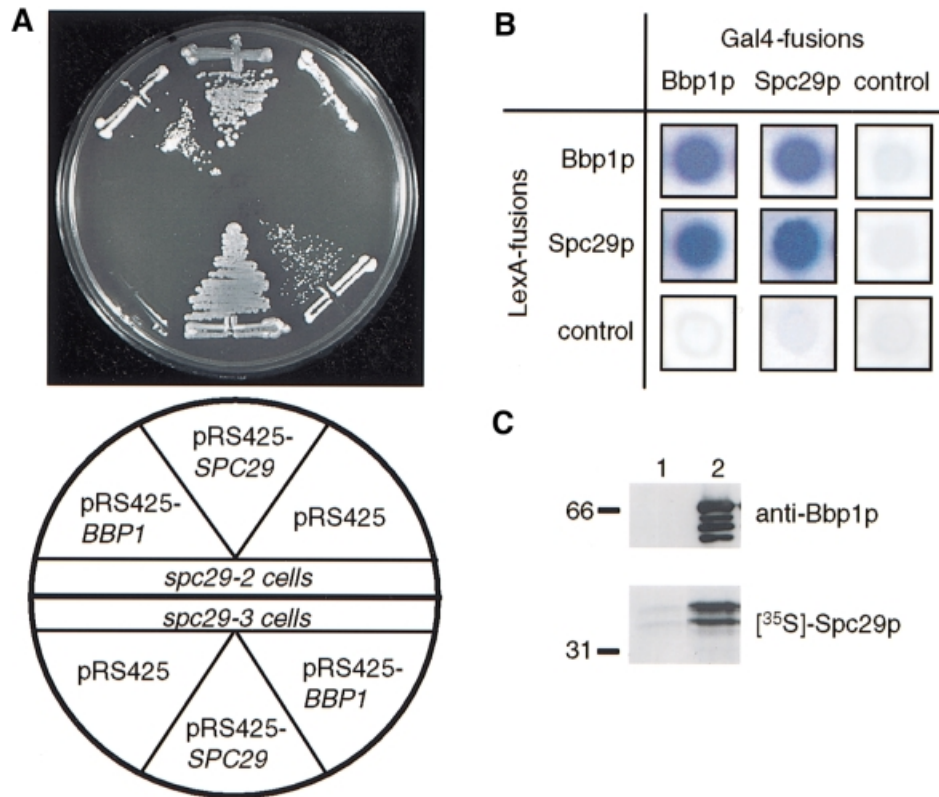 A
pRS425-
SPC29
pRS425-
BBP1
pRS425
spc29-2 cells
spc29-3 cells
pRS425
pRS425-
BBP1
pRS425-
SPC29
B
Gal4-fusions
Bbp1p Spc29p control
LexA-fusions
Bbp1p
Spc29p
control
C
1 2
66
anti-Bbp1p
[³⁵S]-Spc29p
31